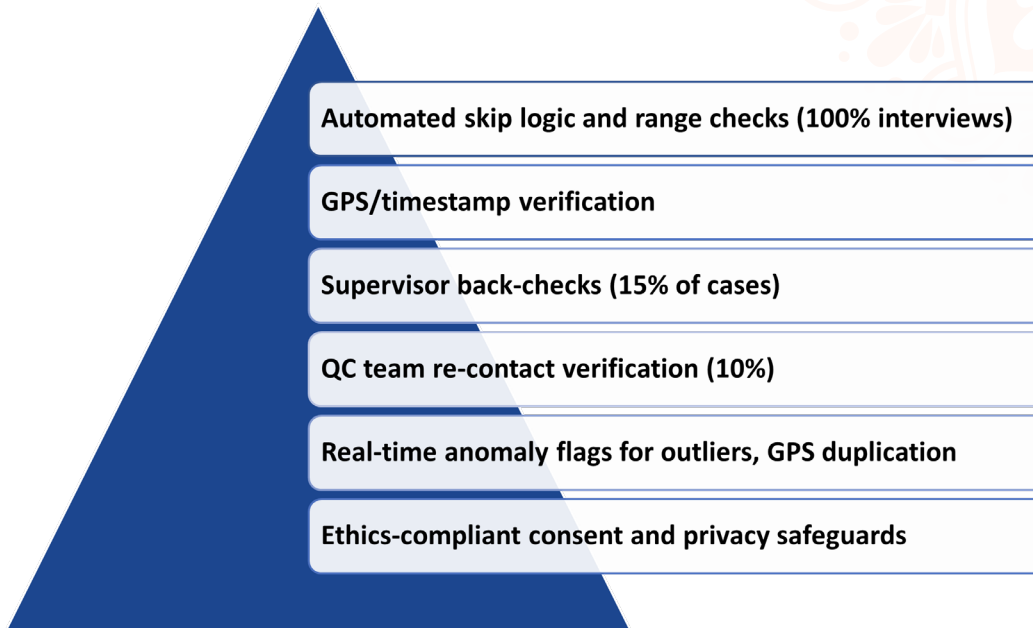 Automated skip logic and range checks (100% interviews)
GPS/timestamp verification
Supervisor back-checks (15% of cases)
QC team re-contact verification (10%)
Real-time anomaly flags for outliers, GPS duplication
Ethics-compliant consent and privacy safeguards